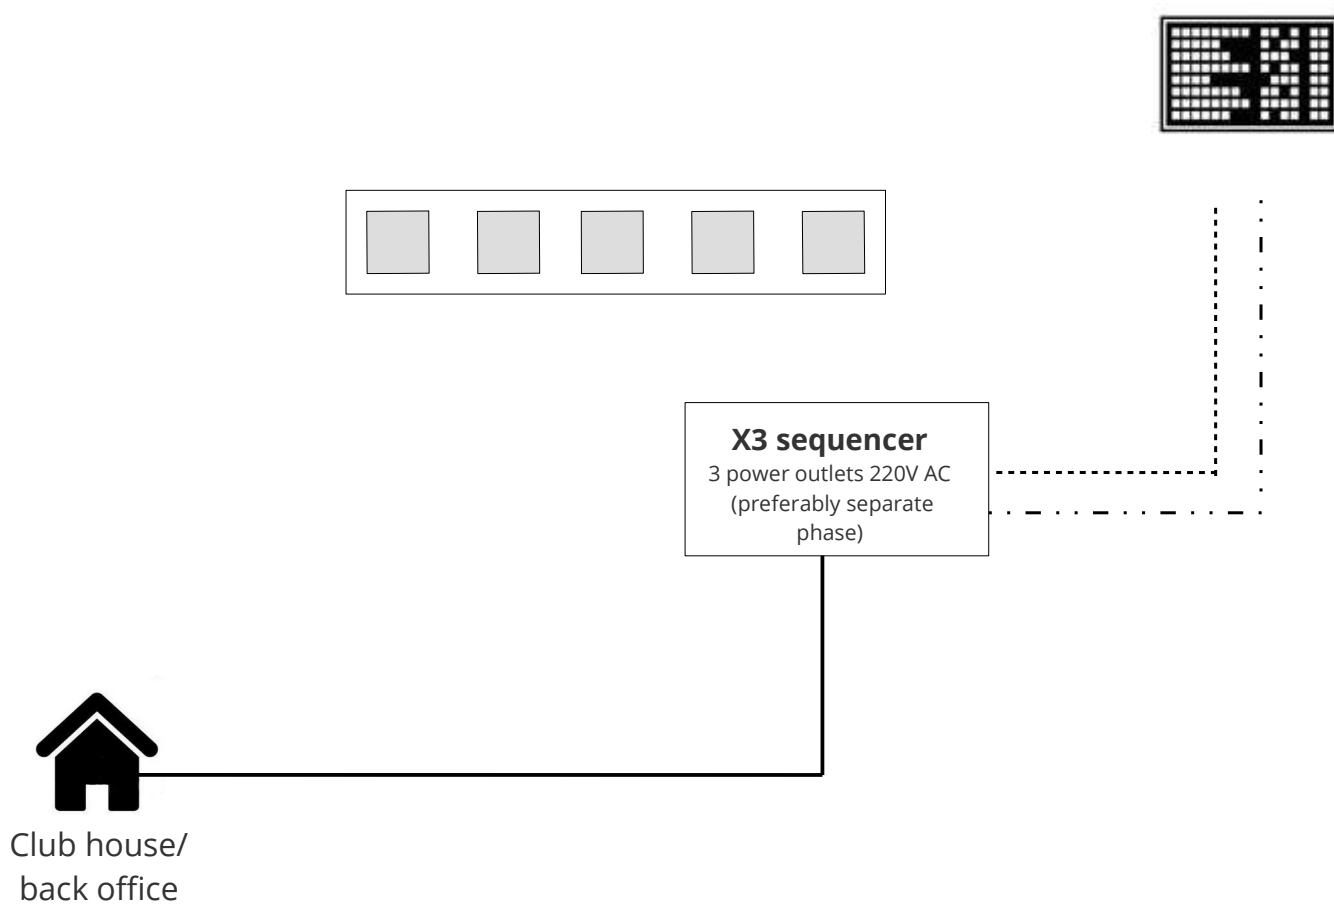 X3 sequencer
3 power outlets 220V AC
(preferably separate
phase)
Club house/
back office